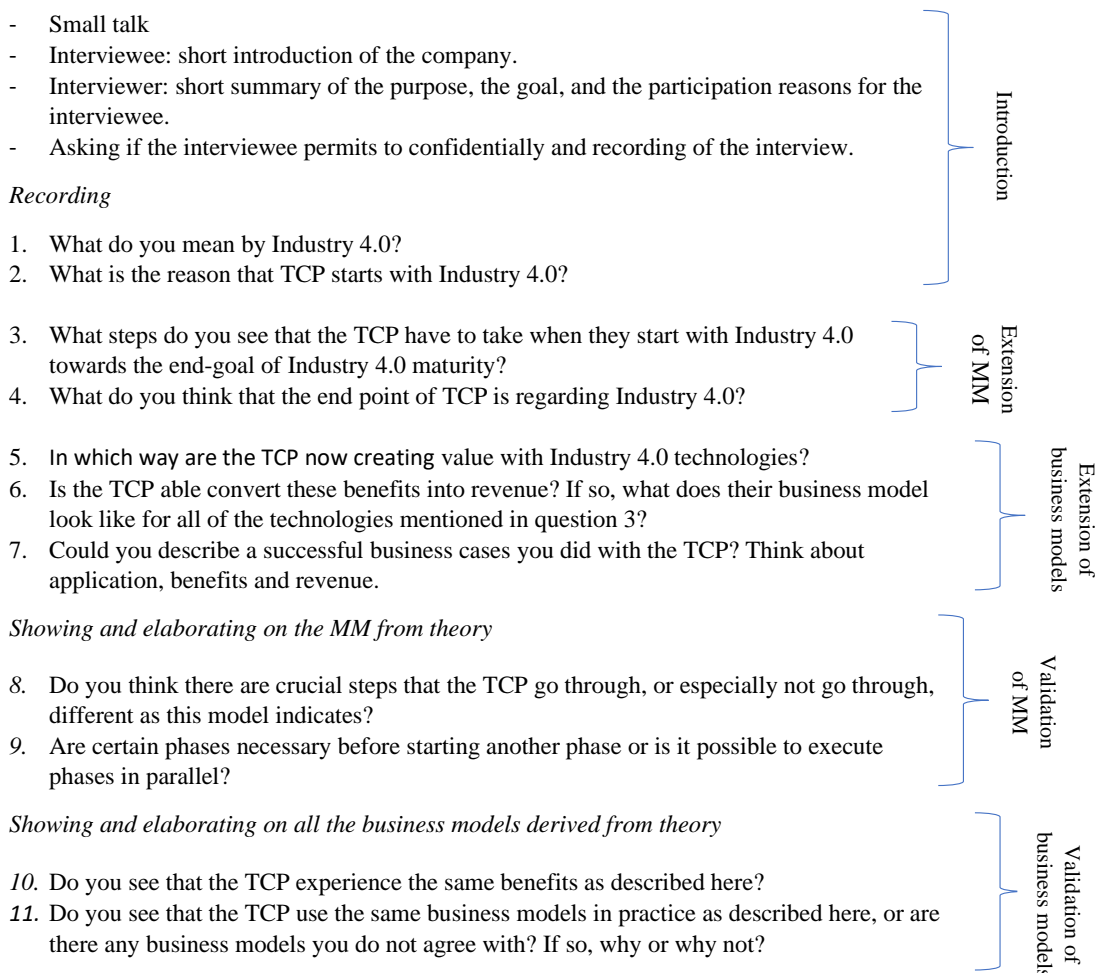 - Small talk
- Interviewee: short introduction of the company.
- Interviewer: short summary of the purpose, the goal, and the participation reasons for the
interviewee.
- Asking if the interviewee permits to confidentially and recording of the interview.
Introduction
Recording
1. What do you mean by Industry 4.0?
2. What is the reason that TCP starts with Industry 4.0?
3. What steps do you see that the TCP have to take when they start with Industry 4.0
towards the end-goal of Industry 4.0 maturity?
4. What do you think that the end point of TCP is regarding Industry 4.0?
Extension
of MM
5. In which way are the TCP now creating value with Industry 4.0 technologies?
6. Is the TCP able convert these benefits into revenue? If so, what does their business model
look like for all of the technologies mentioned in question 3?
7. Could you describe a successful business cases you did with the TCP? Think about
application, benefits and revenue.
Extension of
business models
Showing and elaborating on the MM from theory
8. Do you think there are crucial steps that the TCP go through, or especially not go through,
different as this model indicates?
9. Are certain phases necessary before starting another phase or is it possible to execute
phases in parallel?
Validation
of MM
Showing and elaborating on all the business models derived from theory
10. Do you see that the TCP experience the same benefits as described here?
11. Do you see that the TCP use the same business models in practice as described here, or are
there any business models you do not agree with? If so, why or why not?
Validation of
business models